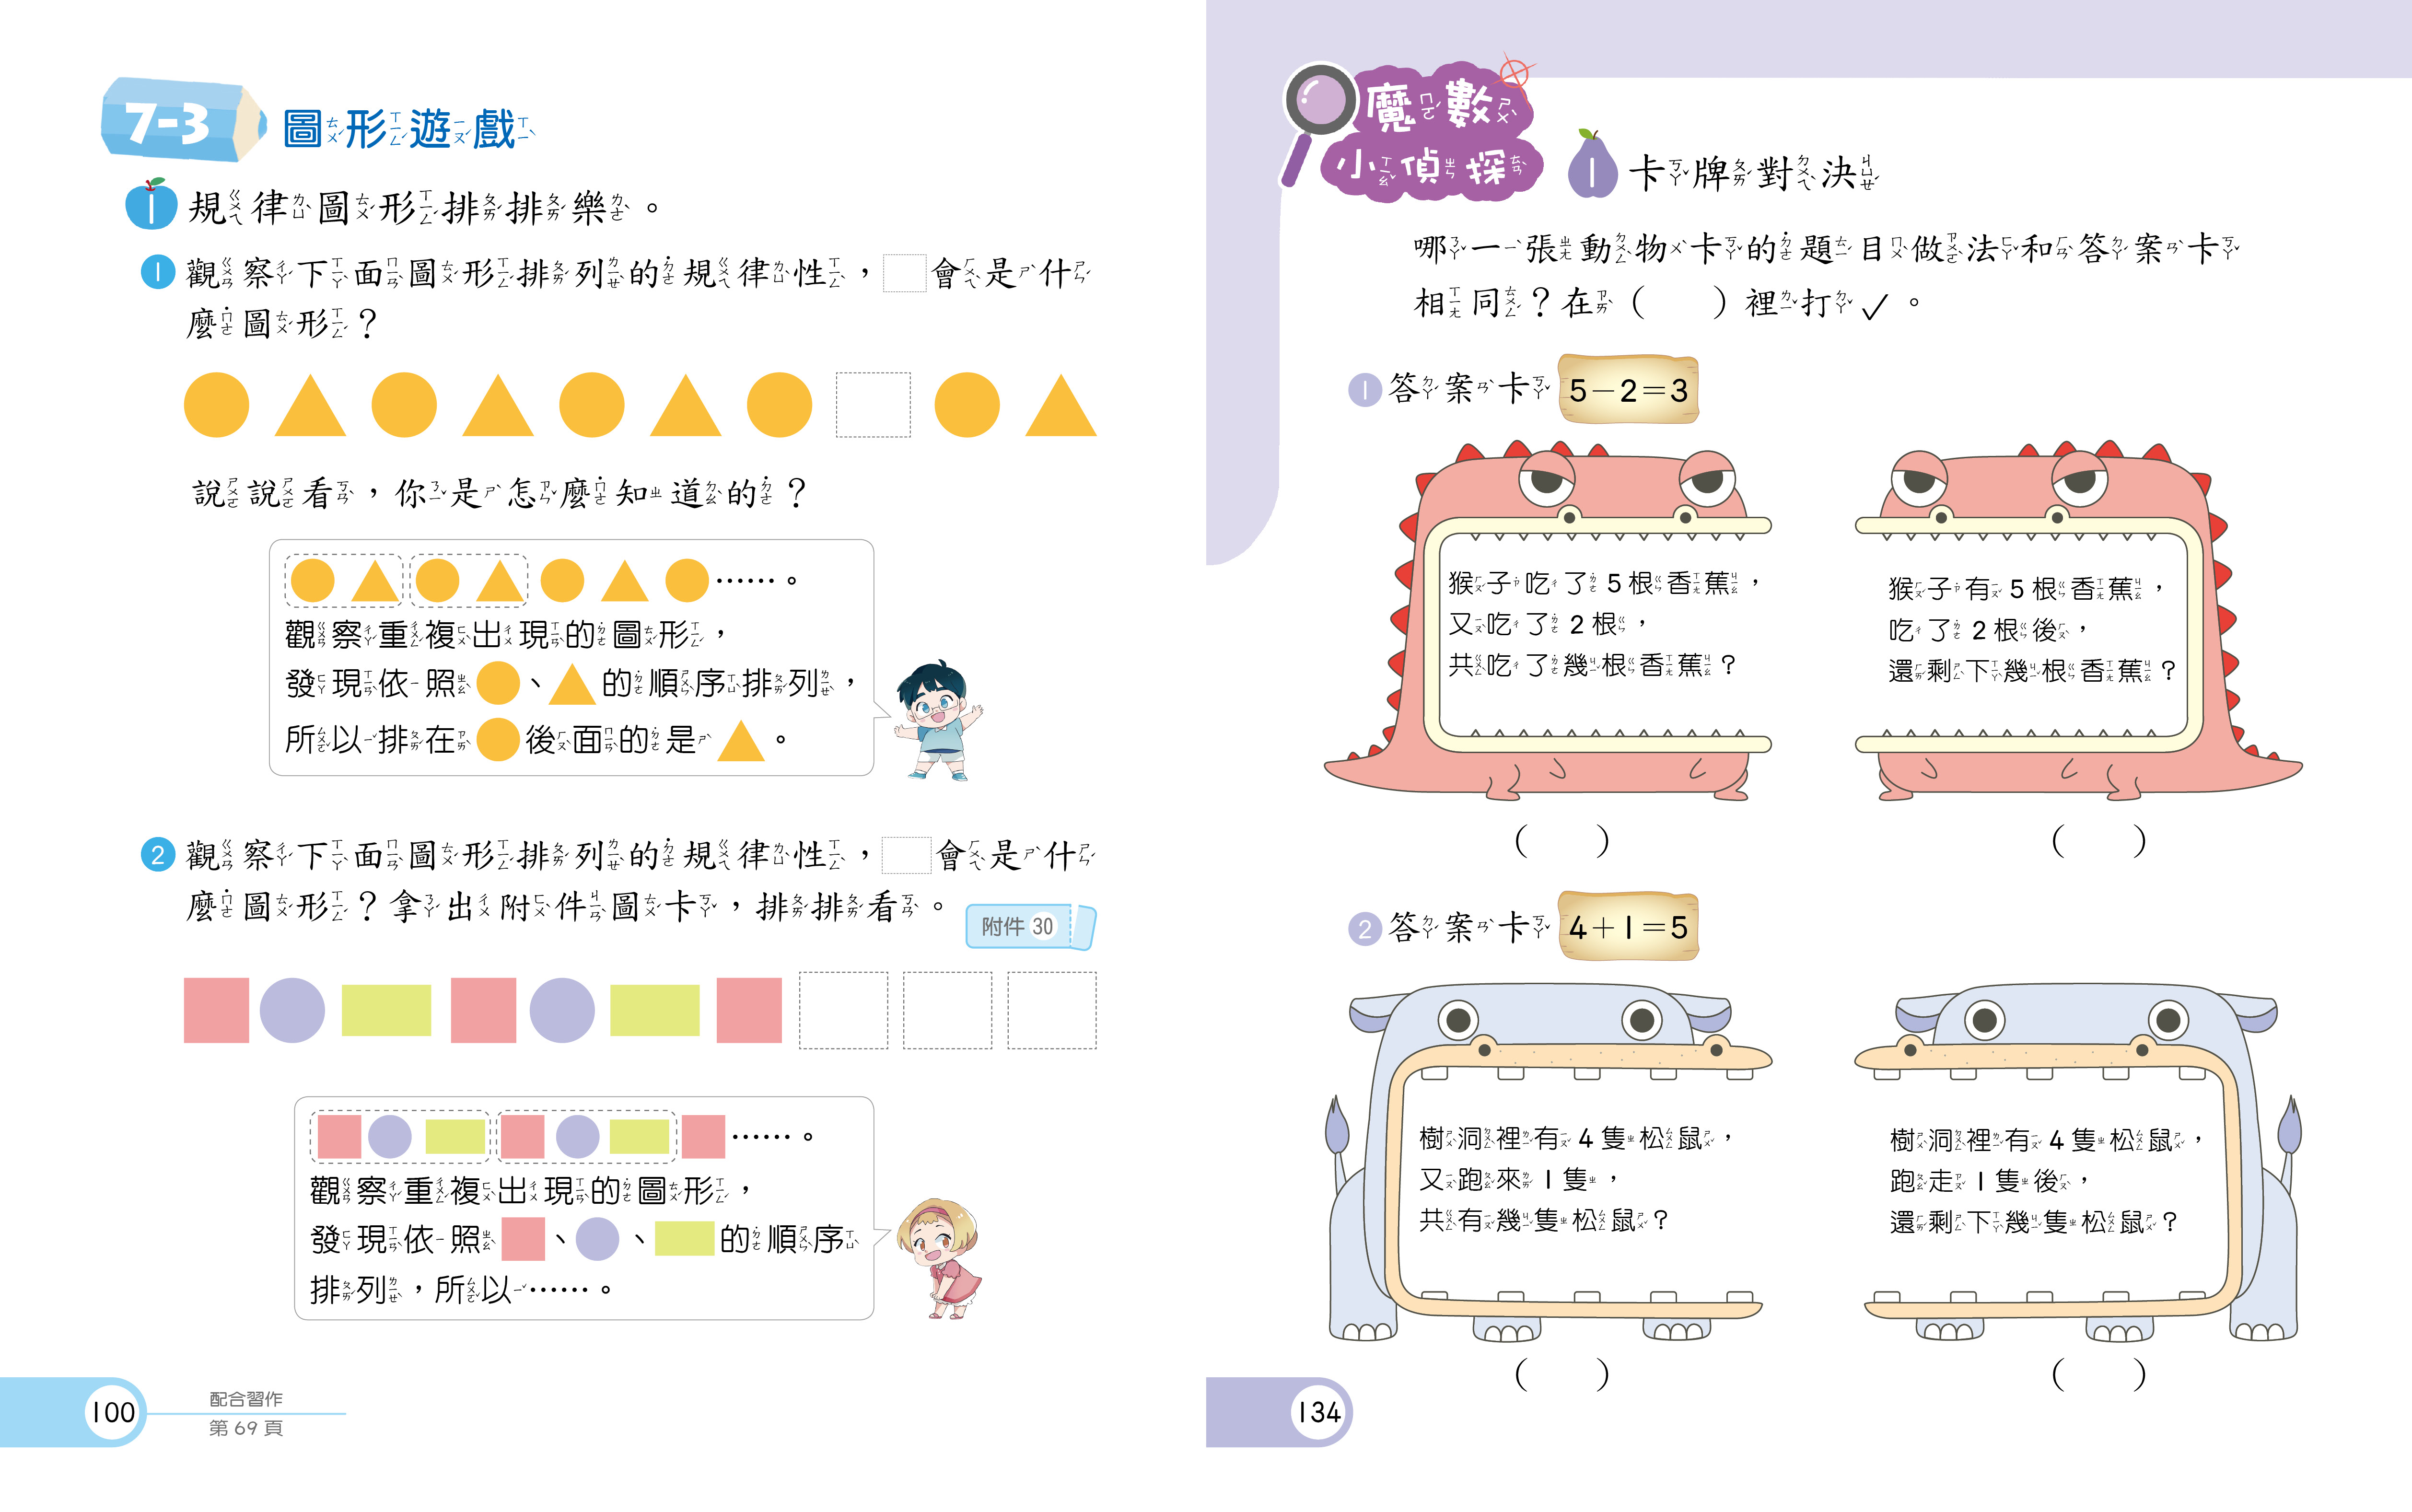 7-3 圖形遊戲
1 規律圖形排排樂。
1 觀察下面圖形排列的規律性，會是什
麼圖形？
說說看，你是怎麼知道的？
……。
觀察重複出現的圖形，
發現依照、的順序排列，
所以排在後面的是。
2 觀察下面圖形排列的規律性，會是什
麼圖形？拿出附件圖卡，排排看。
附件 30
……。
觀察重複出現的圖形，
發現依照、、的順序
排列，所以……。
100
配合習作
第 69 頁
魔數
小偵探
1 卡牌對決
哪一張動物卡的題目做法和答案卡
相同？在（　）裡打✓。
1 答案卡 5－2＝3
猴子吃了 5 根香蕉，
又吃了 2 根，
共吃了幾根香蕉？
（　）
猴子有 5 根香蕉，
吃了 2 根後，
還剩下幾根香蕉？
（　）
2 答案卡 4＋1＝5
樹洞裡有 4 隻松鼠，
又跑來 1 隻，
共有幾隻松鼠？
（　）
樹洞裡有 4 隻松鼠，
跑走 1 隻後，
還剩下幾隻松鼠？
（　）
134